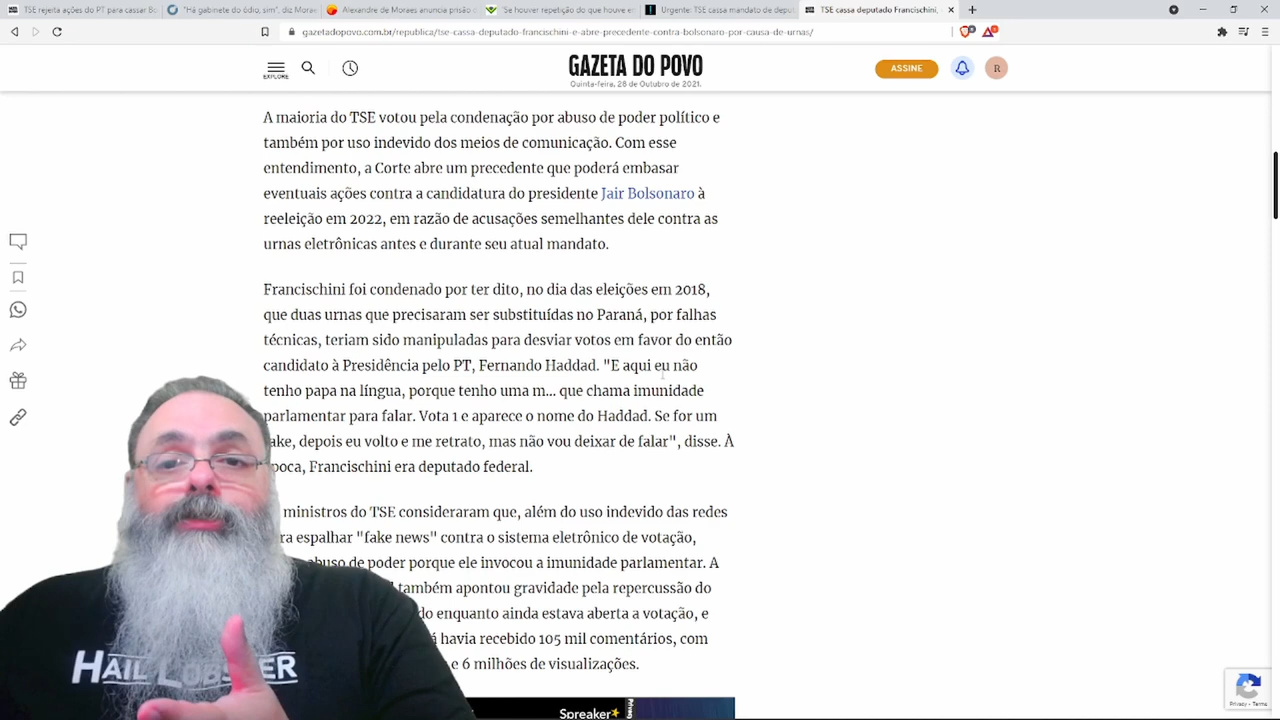 TSE rejeita ações do PT para cassar Bo
"Há gabinete do ódio, sim", diz Morae
Alexandre de Moraes anuncia prisão d
"Se houver repetição do que houve em
Urgente: TSE cassa mandato de deputa
TSE cassa deputado Francischini,
gazetadopovo.com.br/republica/tse-cassa-deputado-francischini-e-abre-precedente-contra-bolsonaro-por-causa-de-urnas/
EXPLORE
GAZETA DO POVO
Quinta-feira, 28 de Outubro de 2021.
ASSINE
R
A maioria do TSE votou pela condenação por abuso de poder político e
também por uso indevido dos meios de comunicação. Com esse
entendimento, a Corte abre um precedente que poderá embasar
eventuais ações contra a candidatura do presidente Jair Bolsonaro à
reeleição em 2022, em razão de acusações semelhantes dele contra as
urnas eletrônicas antes e durante seu atual mandato.
Francischini foi condenado por ter dito, no dia das eleições em 2018,
que duas urnas que precisaram ser substituídas no Paraná, por falhas
técnicas, teriam sido manipuladas para desviar votos em favor do então
candidato à Presidência pelo PT, Fernando Haddad. "E aqui eu não
tenho papa na língua, porque tenho uma m... que chama imunidade
parlamentar para falar. Vota 1 e aparece o nome do Haddad. Se for um
ake, depois eu volto e me retrato, mas não vou deixar de falar", disse. À
poca, Francischini era deputado federal.
ministros do TSE consideraram que, além do uso indevido das redes
ra espalhar "fake news" contra o sistema eletrônico de votação,
abuso de poder porque ele invocou a imunidade parlamentar. A
também apontou gravidade pela repercussão do
do enquanto ainda estava aberta a votação, e
á havia recebido 105 mil comentários, com
e 6 milhões de visualizações.
HAIL LOBSTER
Spreaker
Privacy - Terms